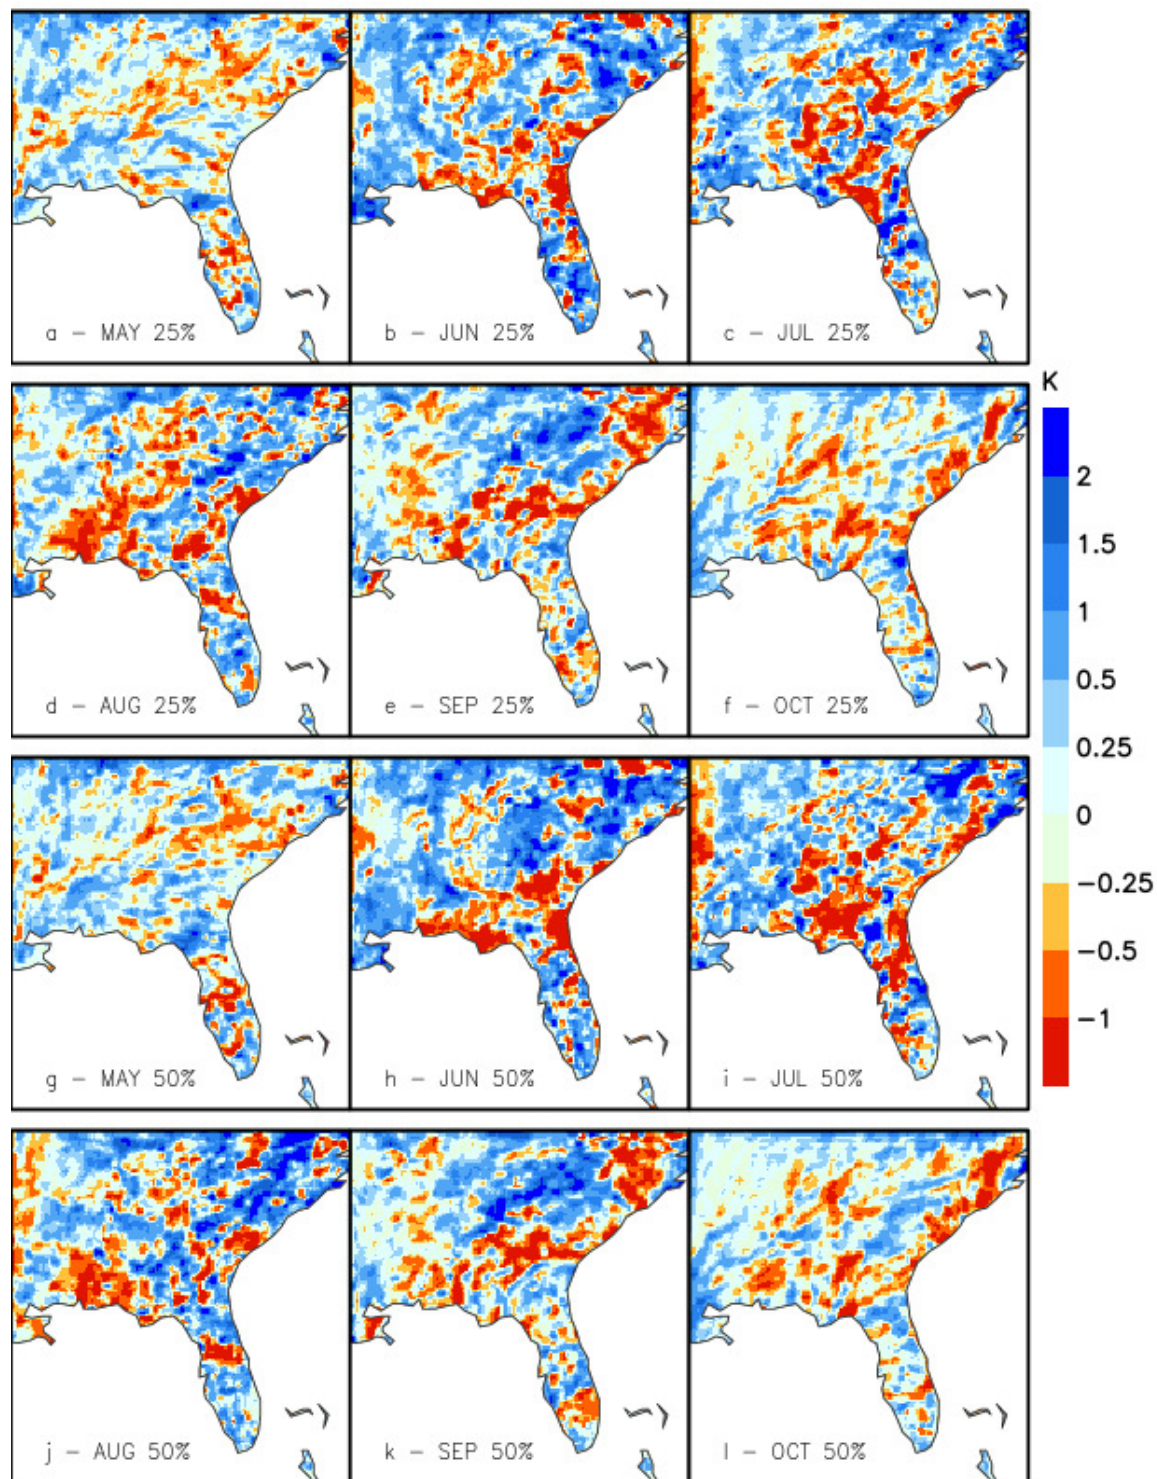 a – MAY 25%
b – JUN 25%
c – JUL 25%
K
2
1.5
1
0.5
0.25
0
−0.25
−0.5
−1
d – AUG 25%
e – SEP 25%
f – OCT 25%
g – MAY 50%
h – JUN 50%
i – JUL 50%
j – AUG 50%
k – SEP 50%
l – OCT 50%